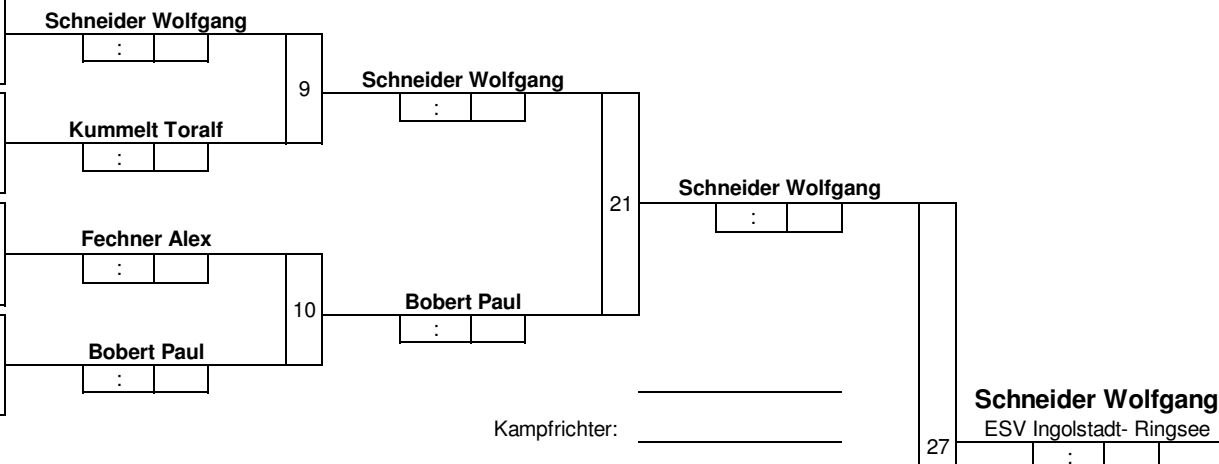 Schneider Wolfgang
:
9
Schneider Wolfgang
:
Kummelt Toralf
:
21
Schneider Wolfgang
:
Fechner Alex
:
10
Bobert Paul
:
Bobert Paul
:
Kampfrichter:
27
Schneider Wolfgang
ESV Ingolstadt- Ringsee
: